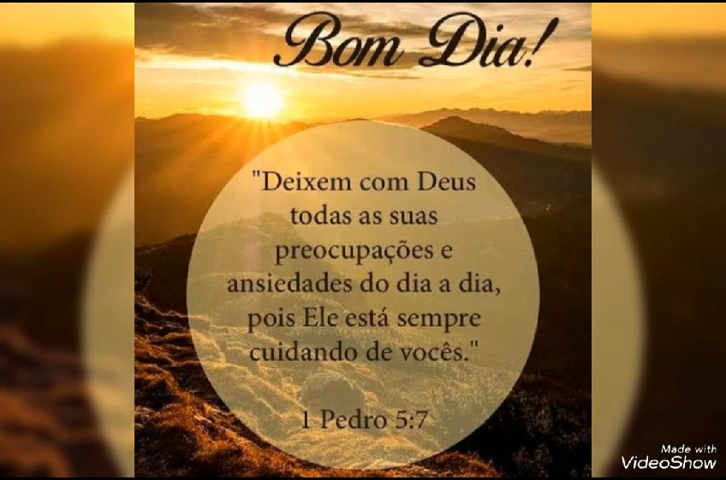 Bom Dia!
"Deixem com Deus
todas as suas
preocupações e
ansiedades do dia a dia,
pois Ele está sempre
cuidando de vocês."
1 Pedro 5:7
Made with
VideoShow